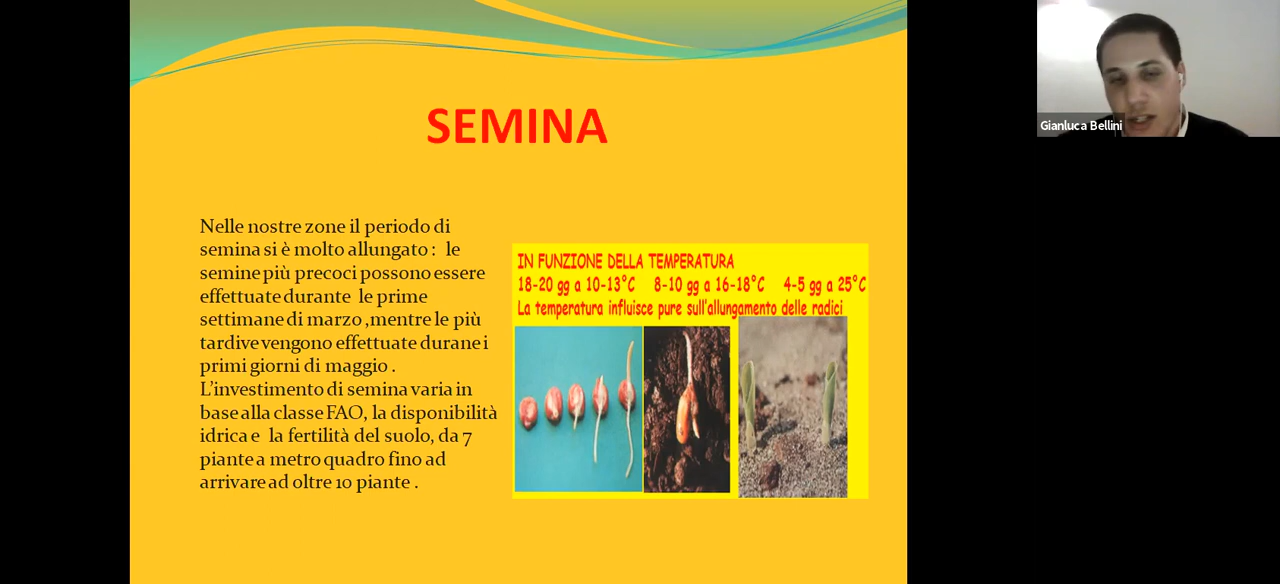 SEMINA
Nelle nostre zone il periodo di
semina si è molto allungato : le
semine più precoci possono essere
effettuate durante le prime
settimane di marzo ,mentre le più
tardive vengono effettuate durane i
primi giorni di maggio .
L'investimento di semina varia in
base alla classe FAO, la disponibilità
idrica e la fertilità del suolo, da 7
piante a metro quadro fino ad
arrivare ad oltre 10 piante .
IN FUNZIONE DELLA TEMPERATURA
18-20 gg a 10-13°C 8-10 gg a 16-18°C 4-5 gg a 25°C
La temperatura influisce pure sull'allungamento delle radici
Gianluca Bellini